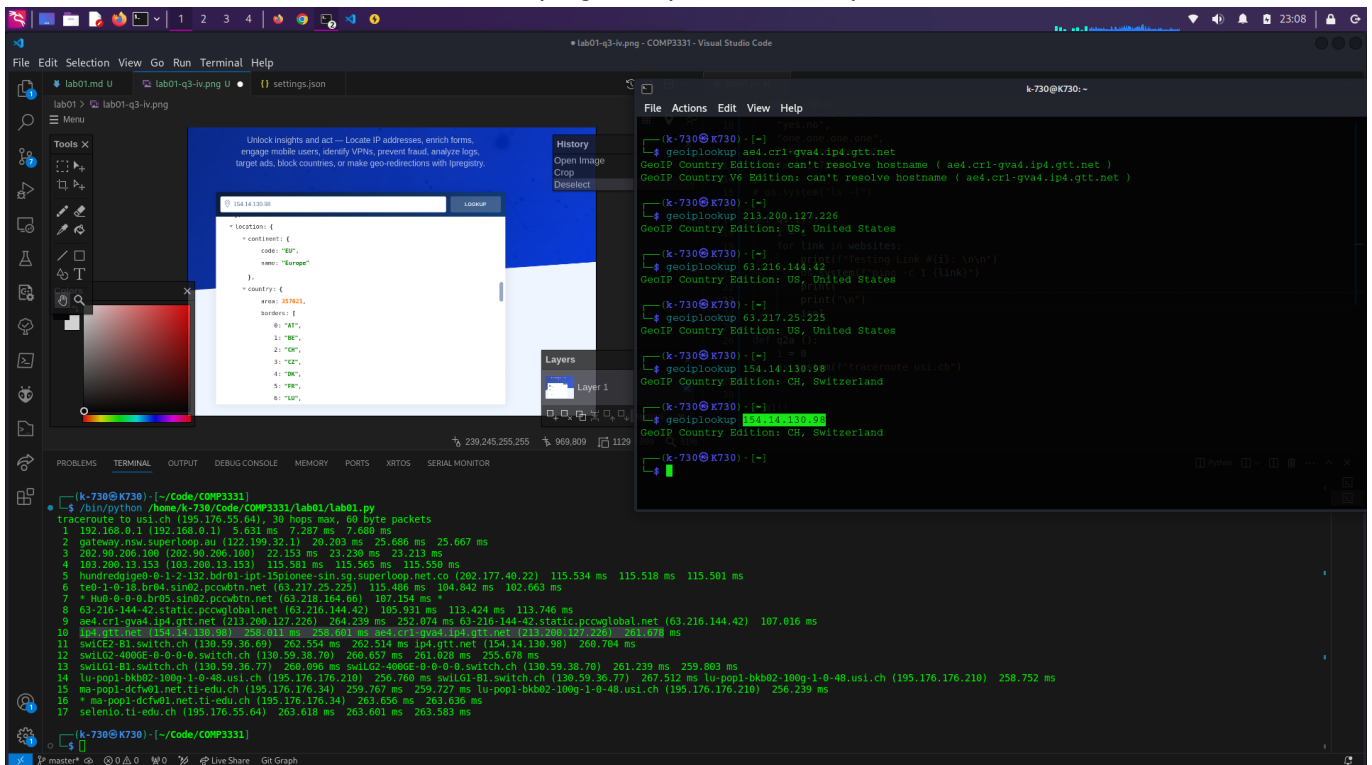 1 2 3 4
23:08
lab01-q3-iv.png - COMP3331 - Visual Studio Code
File Edit Selection View Go Run Terminal Help
lab01.md U lab01-q3-iv.png U settings.json
lab01 > lab01-q3-iv.png
Menu
Tools
Unlock insights and act — Locate IP addresses, enrich forms,
engage mobile users, identify VPNs, prevent fraud, analyze logs,
target ads, block countries, or make geo-redirections with Ipregistry.
History
Open Image
Crop
Deselect
154.14.130.98 LOOKUP
location: {
continent: {
code: "EU",
name: "Europe"
},
country: {
area: 357021,
borders: [
0: "AT",
1: "BE",
2: "CH",
3: "CZ",
4: "DK",
5: "FR",
6: "LU",
Colors
Layers
Layer 1
239,245,255,255 969,809 1129
k-730@K730: ~
File Actions Edit View Help
(k-730㉿K730)-[~]
$ geoiplookup ae4.cr1-gva4.ip4.gtt.net
GeoIP Country Edition: can't resolve hostname ( ae4.cr1-gva4.ip4.gtt.net )
GeoIP Country V6 Edition: can't resolve hostname ( ae4.cr1-gva4.ip4.gtt.net )
(k-730㉿K730)-[~]
$ geoiplookup 213.200.127.226
GeoIP Country Edition: US, United States
(k-730㉿K730)-[~]
$ geoiplookup 63.216.144.42
GeoIP Country Edition: US, United States
(k-730㉿K730)-[~]
$ geoiplookup 63.217.25.225
GeoIP Country Edition: US, United States
(k-730㉿K730)-[~]
$ geoiplookup 154.14.130.98
GeoIP Country Edition: CH, Switzerland
(k-730㉿K730)-[~]
$ geoiplookup 154.14.130.98
GeoIP Country Edition: CH, Switzerland
(k-730㉿K730)-[~]
$
PROBLEMS TERMINAL OUTPUT DEBUG CONSOLE MEMORY PORTS XRTOS SERIAL MONITOR
Python
(k-730㉿K730)-[~/Code/COMP3331]
$ /bin/python /home/k-730/Code/COMP3331/lab01/lab01.py
traceroute to usi.ch (195.176.55.64), 30 hops max, 60 byte packets
1 192.168.0.1 (192.168.0.1) 5.631 ms 7.287 ms 7.680 ms
2 gateway.nsw.superloop.au (122.199.32.1) 20.203 ms 25.686 ms 25.667 ms
3 202.90.206.100 (202.90.206.100) 22.153 ms 23.230 ms 23.213 ms
4 103.200.13.153 (103.200.13.153) 115.581 ms 115.565 ms 115.550 ms
5 hundredgige0-0-1-2-132.bdr01-ipt-15pionee-sin.sg.superloop.net.co (202.177.40.22) 115.534 ms 115.518 ms 115.501 ms
6 te0-1-0-18.br04.sin02.pccwbtn.net (63.217.25.225) 115.486 ms 104.842 ms 102.663 ms
7 * Hu0-0-0-0.br05.sin02.pccwbtn.net (63.218.164.66) 107.154 ms *
8 63-216-144-42.static.pccwglobal.net (63.216.144.42) 105.931 ms 113.424 ms 113.746 ms
9 ae4.cr1-gva4.ip4.gtt.net (213.200.127.226) 264.239 ms 252.074 ms 63-216-144-42.static.pccwglobal.net (63.216.144.42) 107.016 ms
10 ip4.gtt.net (154.14.130.98) 258.011 ms 258.601 ms ae4.cr1-gva4.ip4.gtt.net (213.200.127.226) 261.678 ms
11 swiCE2-B1.switch.ch (130.59.36.69) 262.554 ms 262.514 ms ip4.gtt.net (154.14.130.98) 260.704 ms
12 swiLG2-400GE-0-0-0-0.switch.ch (130.59.38.70) 260.657 ms 261.028 ms 255.678 ms
13 swiLG1-B1.switch.ch (130.59.36.77) 260.096 ms swiLG2-400GE-0-0-0-0.switch.ch (130.59.38.70) 261.239 ms 259.803 ms
14 lu-pop1-bkb02-100g-1-0-48.usi.ch (195.176.176.210) 256.760 ms swiLG1-B1.switch.ch (130.59.36.77) 267.512 ms lu-pop1-bkb02-100g-1-0-48.usi.ch (195.176.176.210) 258.752 ms
15 ma-pop1-dcfw01.net.ti-edu.ch (195.176.176.34) 259.767 ms 259.727 ms lu-pop1-bkb02-100g-1-0-48.usi.ch (195.176.176.210) 256.239 ms
16 * ma-pop1-dcfw01.net.ti-edu.ch (195.176.176.34) 263.656 ms 263.636 ms
17 selenio.ti-edu.ch (195.176.55.64) 263.618 ms 263.601 ms 263.583 ms
(k-730㉿K730)-[~/Code/COMP3331]
$
master* 0 0 0 Live Share Git Graph